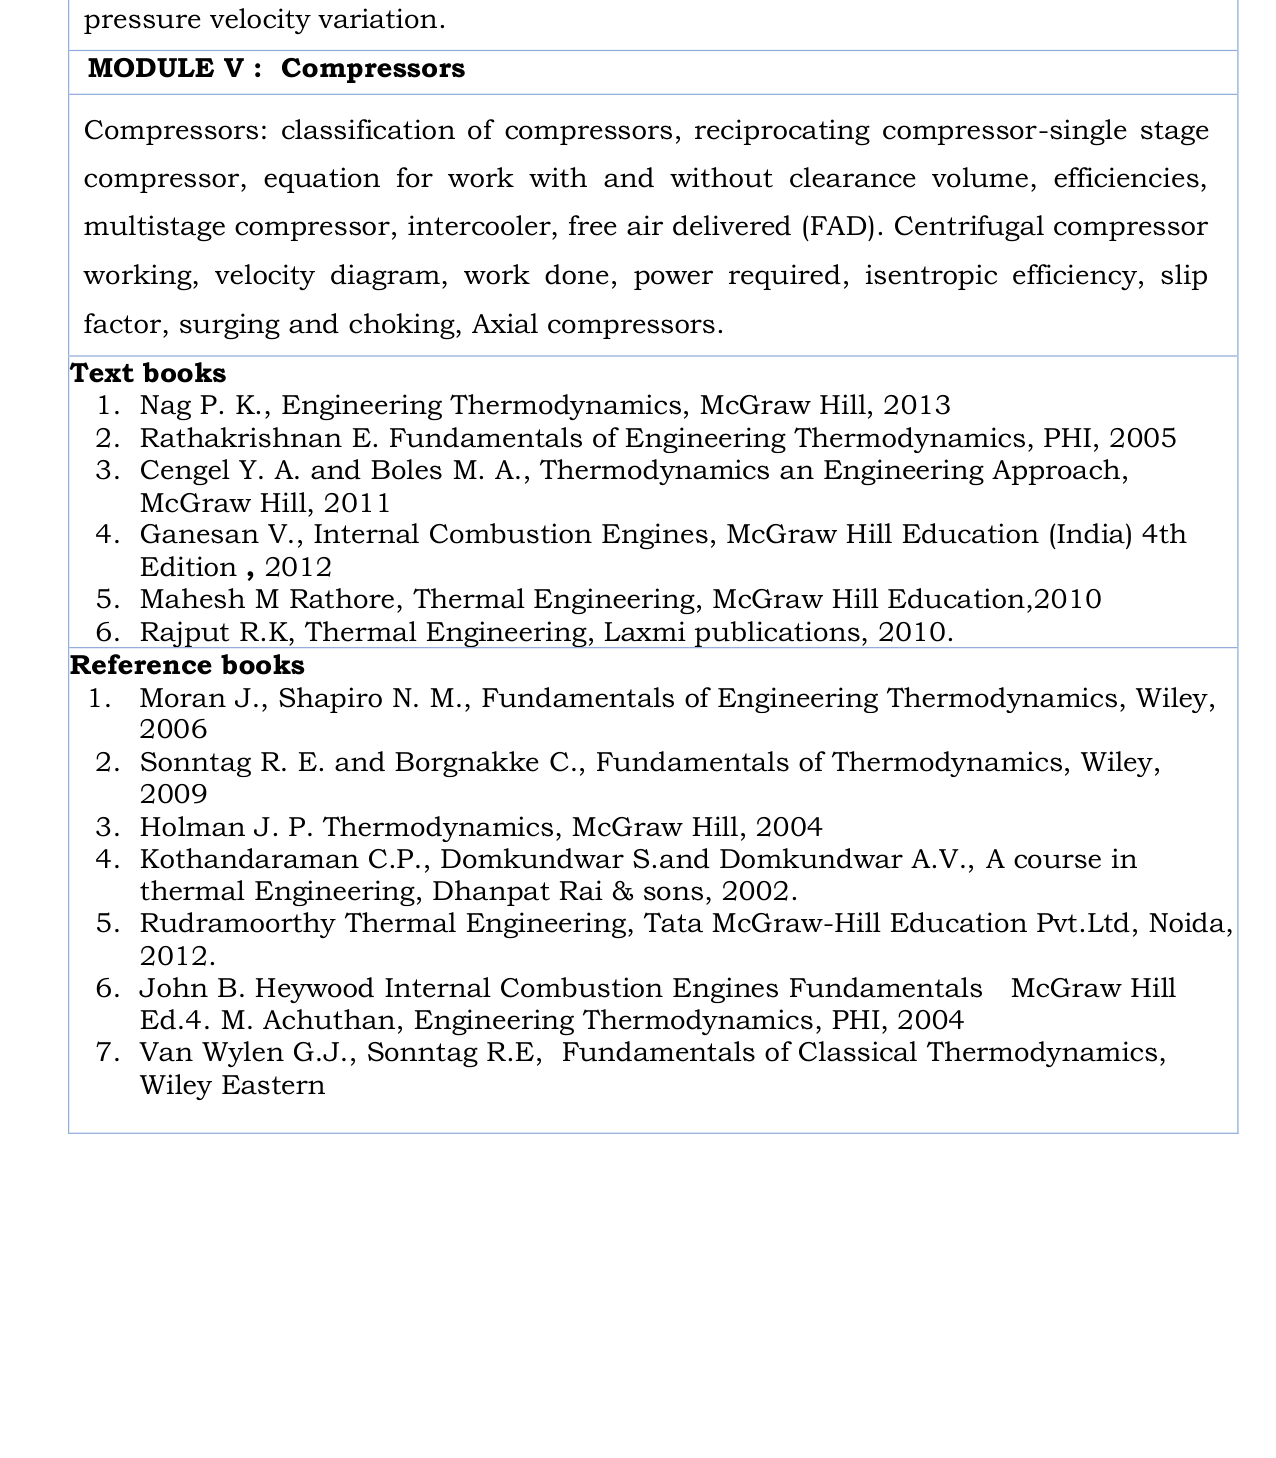 pressure velocity variation.
MODULE V :  Compressors
Compressors: classification of compressors, reciprocating compressor-single stage
compressor, equation for work with and without clearance volume, efficiencies,
multistage compressor, intercooler, free air delivered (FAD). Centrifugal compressor
working, velocity diagram, work done, power required, isentropic efficiency, slip
factor, surging and choking, Axial compressors.
Text books
1. Nag P. K., Engineering Thermodynamics, McGraw Hill, 2013
2. Rathakrishnan E. Fundamentals of Engineering Thermodynamics, PHI, 2005
3. Cengel Y. A. and Boles M. A., Thermodynamics an Engineering Approach,
McGraw Hill, 2011
4. Ganesan V., Internal Combustion Engines, McGraw Hill Education (India) 4th
Edition , 2012
5. Mahesh M Rathore, Thermal Engineering, McGraw Hill Education,2010
6. Rajput R.K, Thermal Engineering, Laxmi publications, 2010.
Reference books
1. Moran J., Shapiro N. M., Fundamentals of Engineering Thermodynamics, Wiley,
2006
2. Sonntag R. E. and Borgnakke C., Fundamentals of Thermodynamics, Wiley,
2009
3. Holman J. P. Thermodynamics, McGraw Hill, 2004
4. Kothandaraman C.P., Domkundwar S.and Domkundwar A.V., A course in
thermal Engineering, Dhanpat Rai & sons, 2002.
5. Rudramoorthy Thermal Engineering, Tata McGraw-Hill Education Pvt.Ltd, Noida,
2012.
6. John B. Heywood Internal Combustion Engines Fundamentals   McGraw Hill
Ed.4. M. Achuthan, Engineering Thermodynamics, PHI, 2004
7. Van Wylen G.J., Sonntag R.E,  Fundamentals of Classical Thermodynamics,
Wiley Eastern